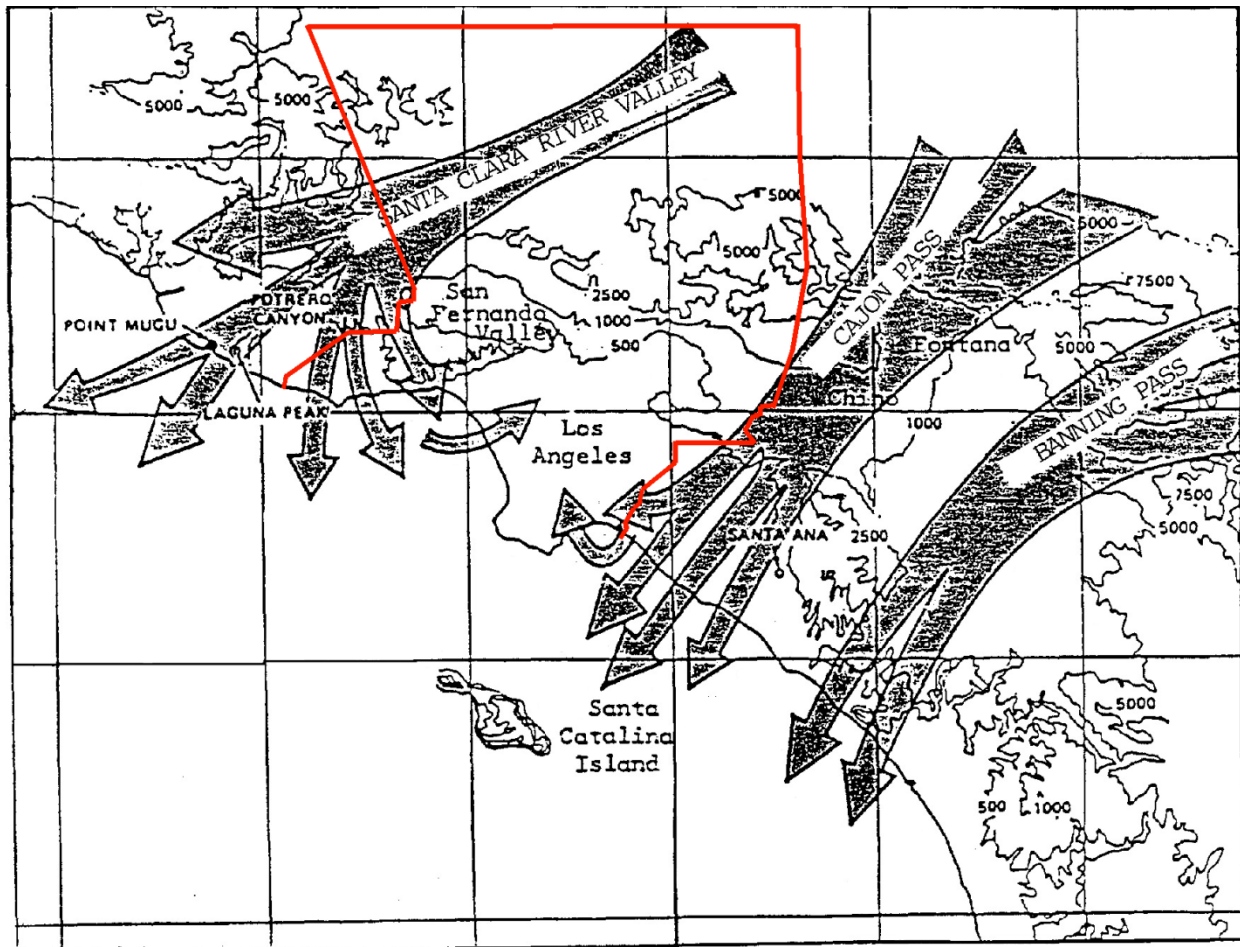 5000
5000
SANTA CLARA RIVER VALLEY
5000
5000
5000
7500
5000
2500
1000
500
San
Fernando
Valle
POTRERO
CANYON
POINT MUGU
LAGUNA PEAK
CAJON PASS
Fontana
Chino
1000
BANNING PASS
Los
Angeles
7500
5000
SANTA ANA
2500
Santa
Catalina
Island
5000
500
1000